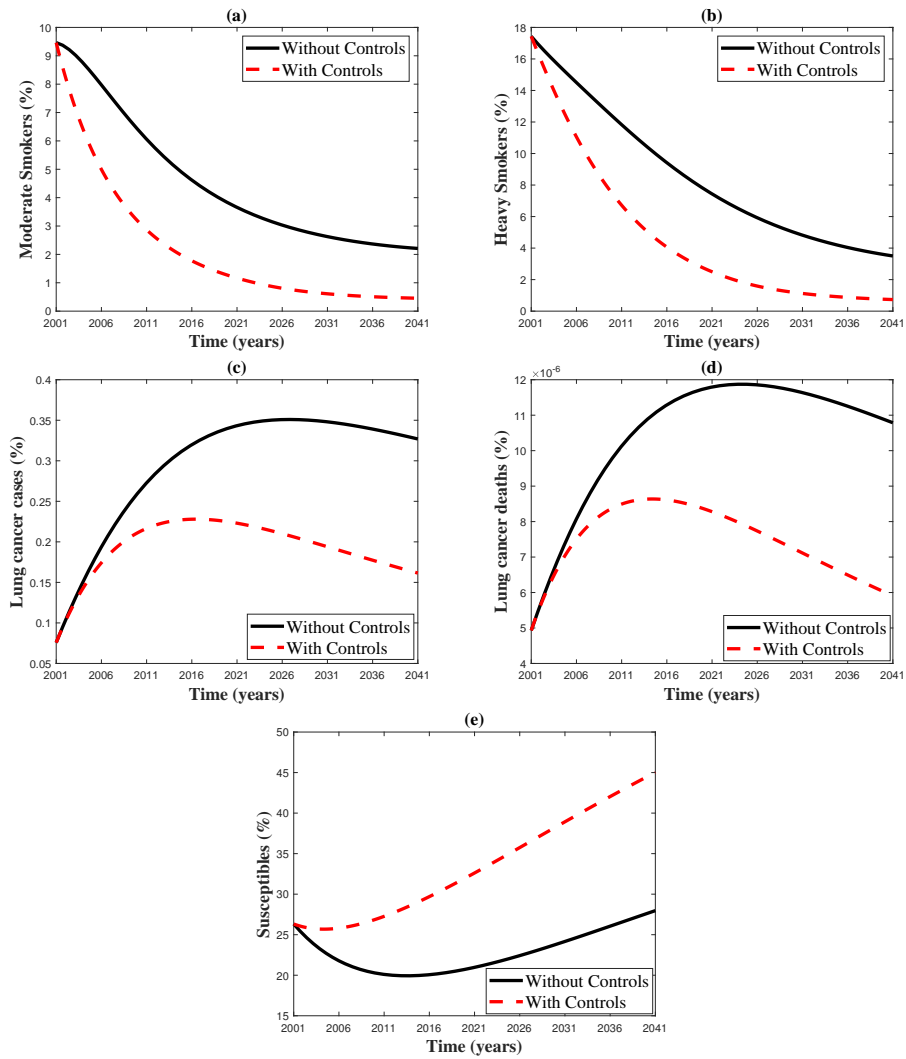 (a)
10
9
8
7
6
5
4
3
2
1
0
Moderate Smokers (%)
Without Controls
With Controls
2001 2006 2011 2016 2021 2026 2031 2036 2041
Time (years)
(b)
18
16
14
12
10
8
6
4
2
0
Heavy Smokers (%)
Without Controls
With Controls
2001 2006 2011 2016 2021 2026 2031 2036 2041
Time (years)
(c)
0.4
0.35
0.3
0.25
0.2
0.15
0.1
0.05
Lung cancer cases (%)
Without Controls
With Controls
2001 2006 2011 2016 2021 2026 2031 2036 2041
Time (years)
(d)
×10⁻⁶
12
11
10
9
8
7
6
5
4
Lung cancer deaths (%)
Without Controls
With Controls
2001 2006 2011 2016 2021 2026 2031 2036 2041
Time (years)
(e)
50
45
40
35
30
25
20
15
Susceptibles (%)
Without Controls
With Controls
2001 2006 2011 2016 2021 2026 2031 2036 2041
Time (years)